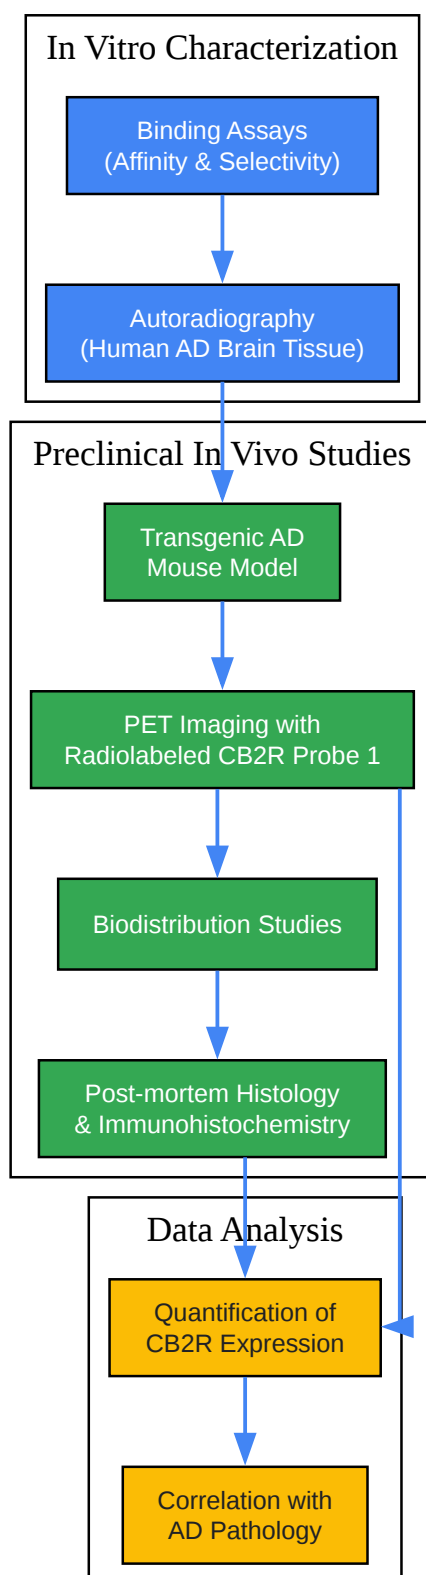 In Vitro Characterization
Binding Assays
(Affinity & Selectivity)
Autoradiography
(Human AD Brain Tissue)
Preclinical In Vivo Studies
Transgenic AD
Mouse Model
PET Imaging with
Radiolabeled CB2R Probe 1
Biodistribution Studies
Post-mortem Histology
& Immunohistochemistry
Data Analysis
Quantification of
CB2R Expression
Correlation with
AD Pathology